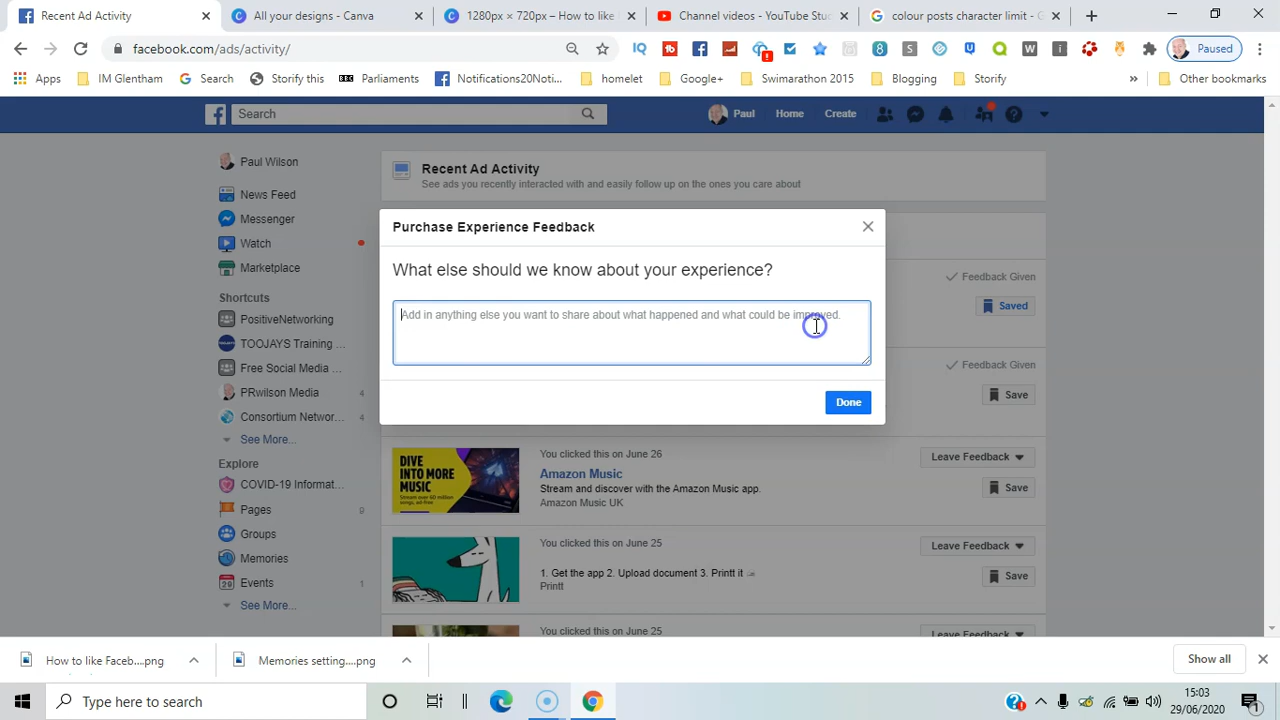 Recent Ad Activity
All your designs - Canva
1280px × 720px – How to like
Channel videos - YouTube Stu
colour posts character limit - G
facebook.com/ads/activity/
Paused
Apps
IM Glentham
Search
Storify this
Parliaments
Notifications20Noti...
homelet
Google+
Swimarathon 2015
Blogging
Storify
Other bookmarks
Search
Paul
Home
Create
Paul Wilson
News Feed
Messenger
Watch
Marketplace
Shortcuts
PositiveNetworking
TOOJAYS Training ...
Free Social Media ...
PRwilson Media 4
Consortium Networ... 4
See More...
Explore
COVID-19 Informat...
Pages 9
Groups
Memories
Events 1
See More...
Recent Ad Activity
See ads you recently interacted with and easily follow up on the ones you care about
Purchase Experience Feedback
What else should we know about your experience?
Add in anything else you want to share about what happened and what could be improved.
Done
Feedback Given
Saved
Feedback Given
Save
DIVE
INTO MORE
MUSIC
You clicked this on June 26
Amazon Music
Stream and discover with the Amazon Music app.
Amazon Music UK
Leave Feedback
Save
You clicked this on June 25
1. Get the app 2. Upload document 3. Printt it
Printt
Leave Feedback
Save
You clicked this on June 25
Leave Feedback
How to like Faceb....png
Memories setting....png
Show all
Type here to search
15:03
29/06/2020